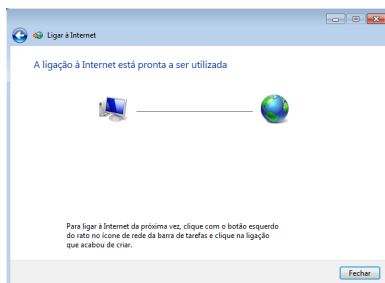 Ligar à Internet
A ligação à Internet está pronta a ser utilizada
Para ligar à Internet da próxima vez, clique com o botão esquerdo
do rato no ícone de rede da barra de tarefas e clique na ligação
que acabou de criar.
Fechar